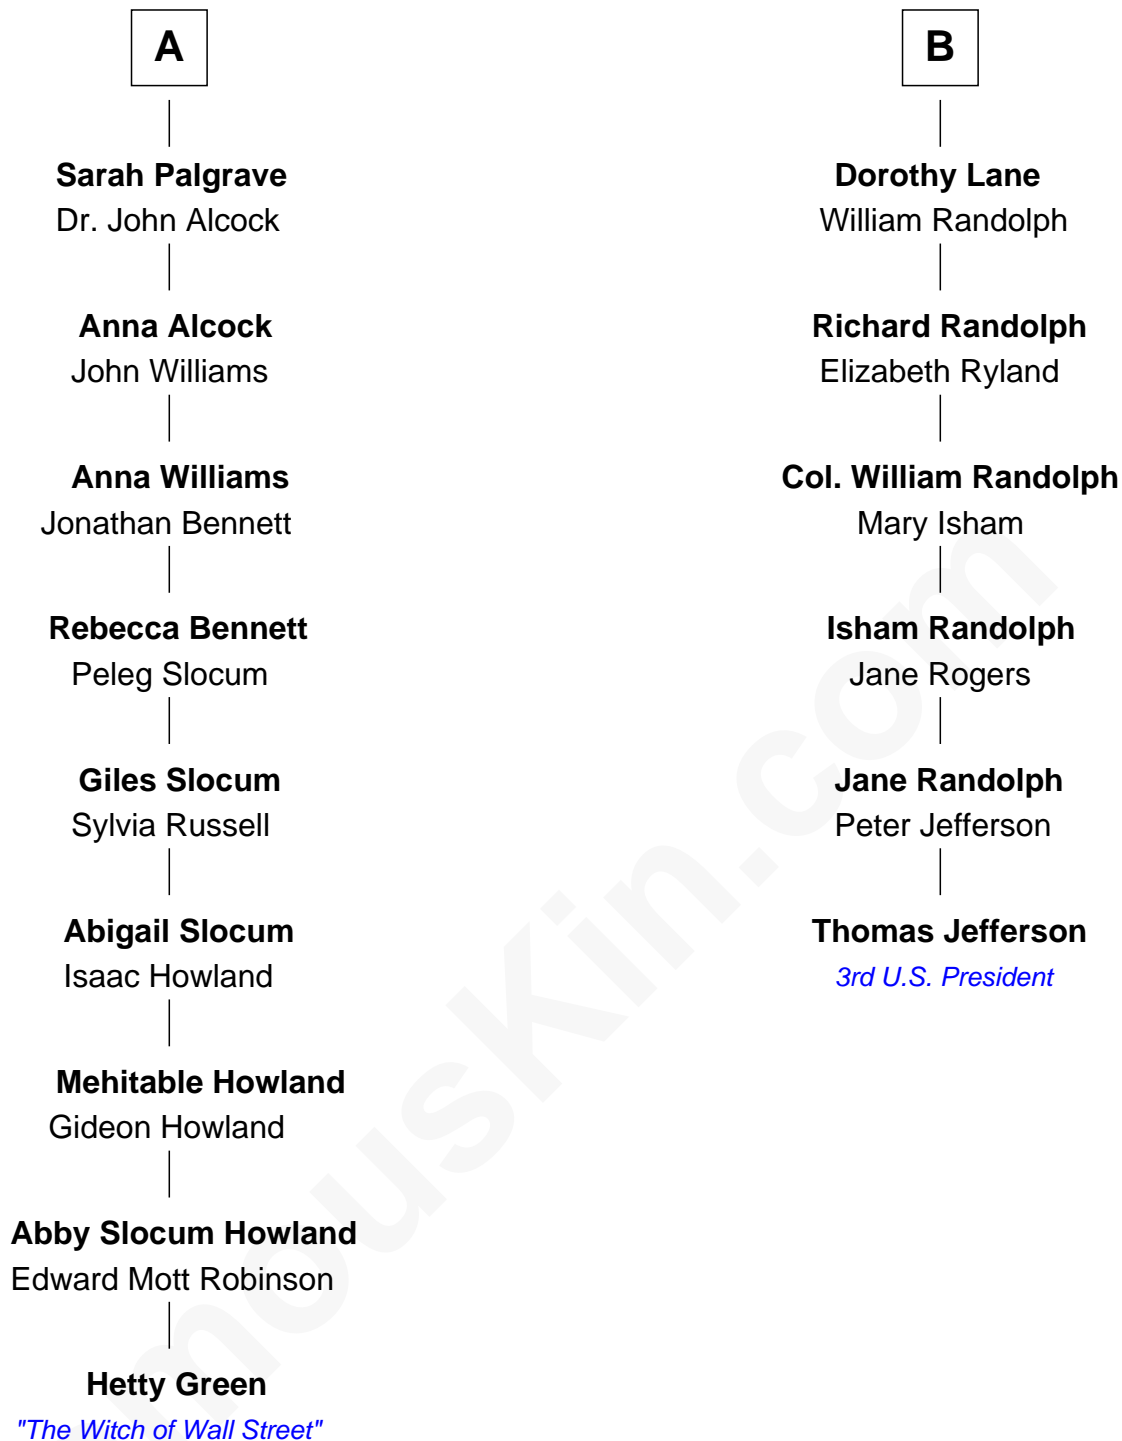 A
Sarah Palgrave
Dr. John Alcock
Anna Alcock
John Williams
Anna Williams
Jonathan Bennett
Rebecca Bennett
Peleg Slocum
Giles Slocum
Sylvia Russell
Abigail Slocum
Isaac Howland
Mehitable Howland
Gideon Howland
Abby Slocum Howland
Edward Mott Robinson
Hetty Green
"The Witch of Wall Street"
B
Dorothy Lane
William Randolph
Richard Randolph
Elizabeth Ryland
Col. William Randolph
Mary Isham
Isham Randolph
Jane Rogers
Jane Randolph
Peter Jefferson
Thomas Jefferson
3rd U.S. President
mouskin.com